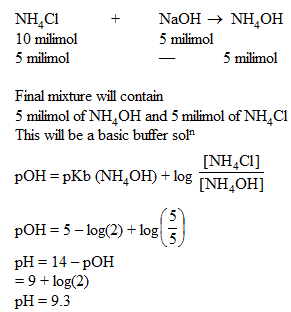 NH₄Cl + NaOH → NH₄OH
10 milimol 5 milimol
5 milimol — 5 milimol
Final mixture will contain
5 milimol of NH₄OH and 5 milimol of NH₄Cl
This will be a basic buffer solⁿ
pOH = pKb (NH₄OH) + log [NH₄Cl] / [NH₄OH]
pOH = 5 – log(2) + log(5/5)
pH = 14 – pOH
= 9 + log(2)
pH = 9.3